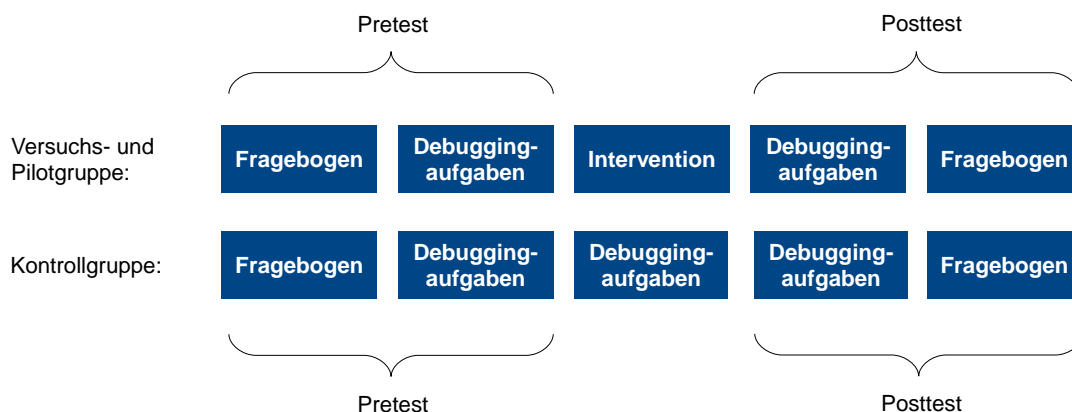 Pretest
Posttest
Versuchs- und
Pilotgruppe:
Fragebogen
Debugging-
aufgaben
Intervention
Debugging-
aufgaben
Fragebogen
Kontrollgruppe:
Fragebogen
Debugging-
aufgaben
Debugging-
aufgaben
Debugging-
aufgaben
Fragebogen
Pretest
Posttest